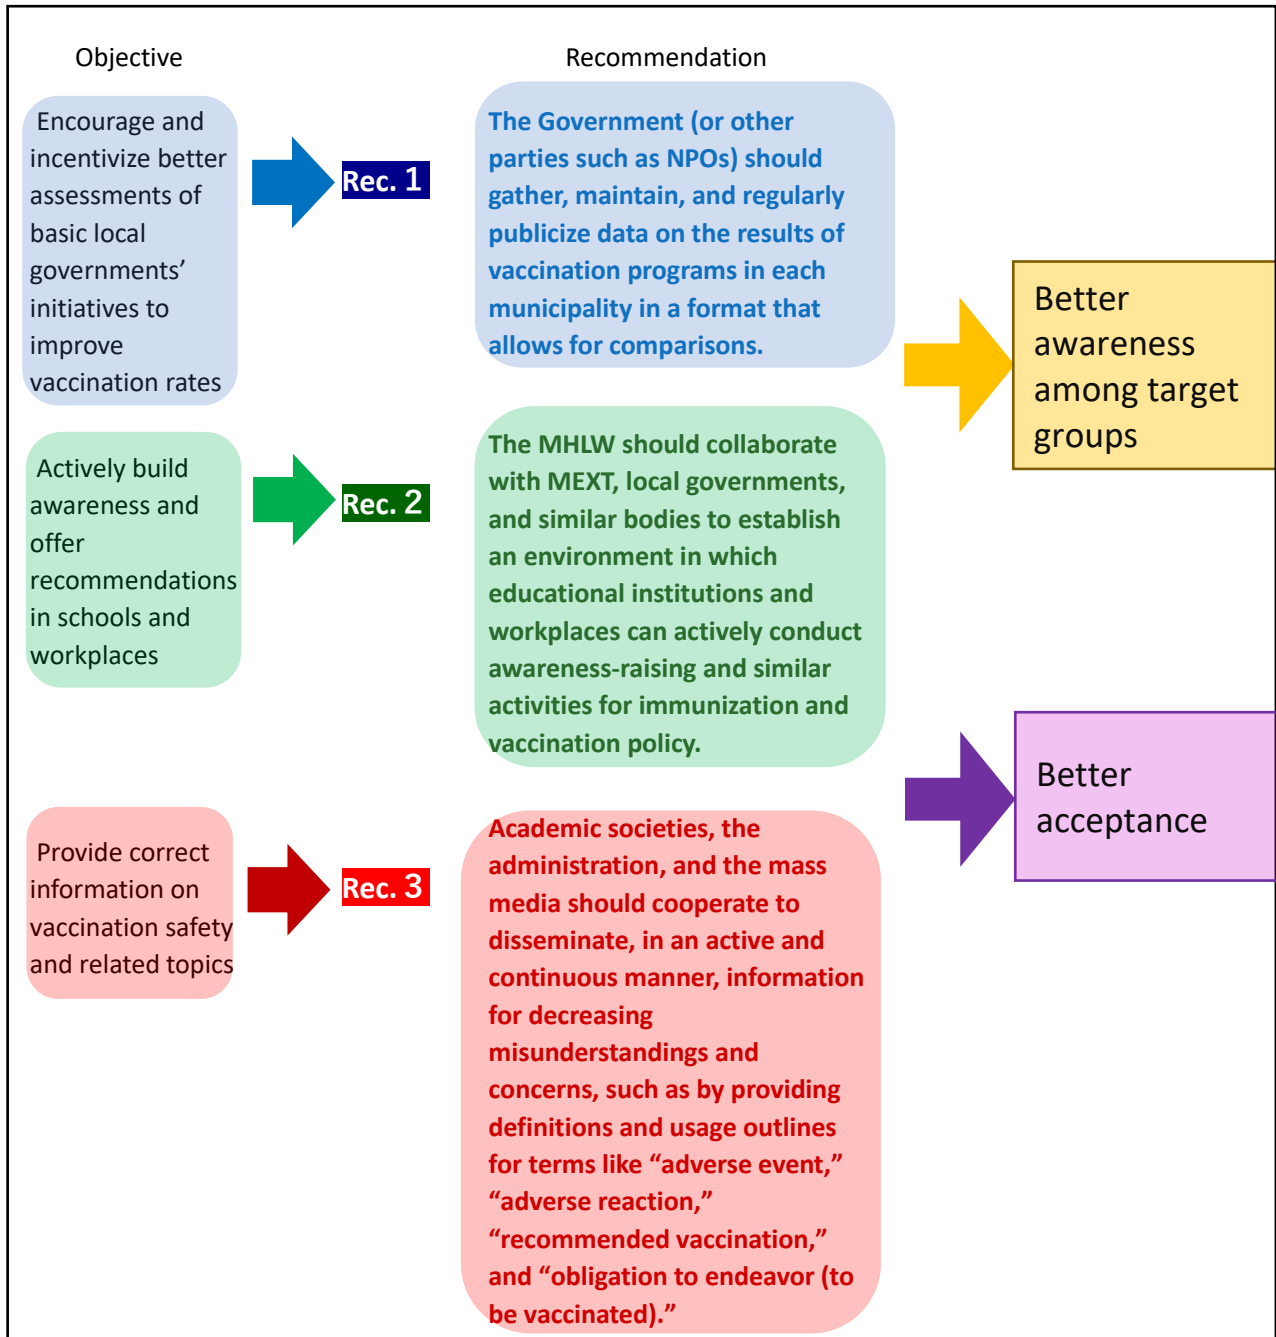 Objective
Recommendation
Encourage and
incentivize better
assessments of
basic local
governments’
initiatives to
improve
vaccination rates
Rec. 1
The Government (or other
parties such as NPOs) should
gather, maintain, and regularly
publicize data on the results of
vaccination programs in each
municipality in a format that
allows for comparisons.
Actively build
awareness and
offer
recommendations
in schools and
workplaces
Rec. 2
The MHLW should collaborate
with MEXT, local governments,
and similar bodies to establish
an environment in which
educational institutions and
workplaces can actively conduct
awareness-raising and similar
activities for immunization and
vaccination policy.
Provide correct
information on
vaccination safety
and related topics
Rec. 3
Academic societies, the
administration, and the mass
media should cooperate to
disseminate, in an active and
continuous manner, information
for decreasing
misunderstandings and
concerns, such as by providing
definitions and usage outlines
for terms like “adverse event,”
“adverse reaction,”
“recommended vaccination,”
and “obligation to endeavor (to
be vaccinated).”
Better
awareness
among target
groups
Better
acceptance